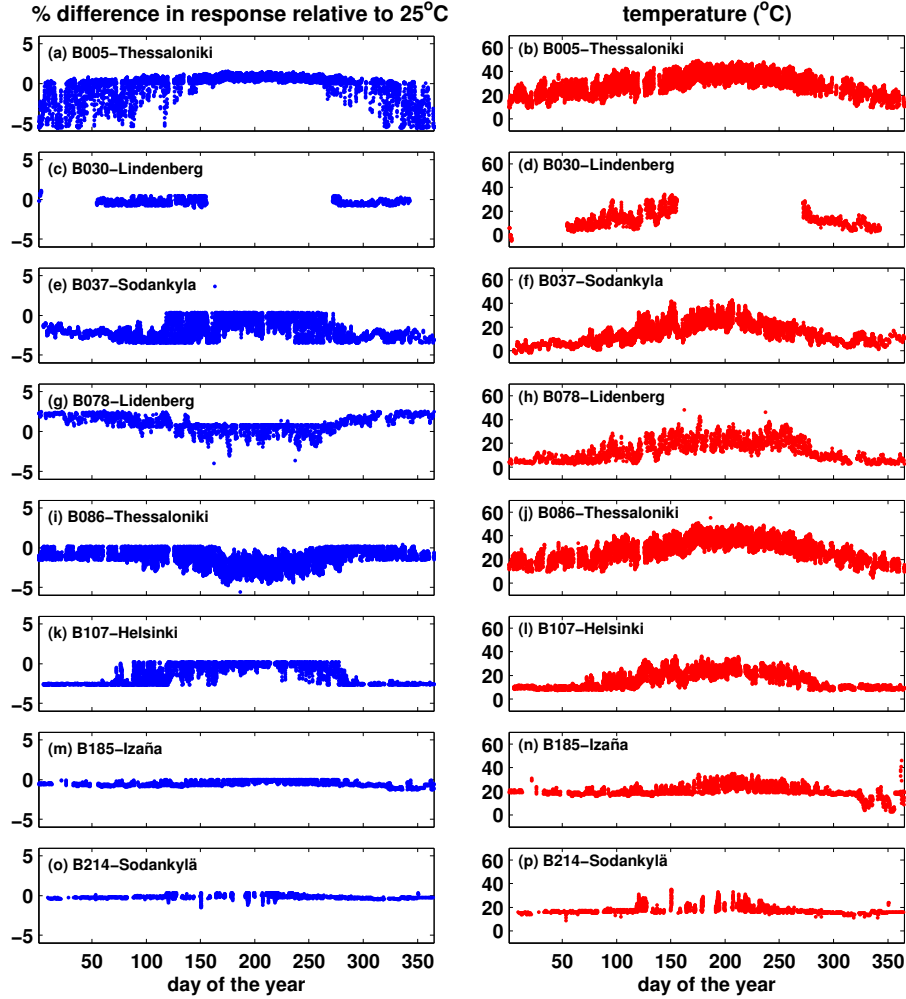 % difference in response relative to 25°C
temperature (°C)
(a) B005−Thessaloniki
5
0
−5
(b) B005−Thessaloniki
60
40
20
0
(c) B030−Lindenberg
5
0
−5
(d) B030−Lindenberg
60
40
20
0
(e) B037−Sodankyla
5
0
−5
(f) B037−Sodankyla
60
40
20
0
(g) B078−Lidenberg
5
0
−5
(h) B078−Lidenberg
60
40
20
0
(i) B086−Thessaloniki
5
0
−5
(j) B086−Thessaloniki
60
40
20
0
(k) B107−Helsinki
5
0
−5
(l) B107−Helsinki
60
40
20
0
(m) B185−Izaña
5
0
−5
(n) B185−Izaña
60
40
20
0
(o) B214−Sodankylä
5
0
−5
(p) B214−Sodankylä
60
40
20
0
50 100 150 200 250 300 350
day of the year
50 100 150 200 250 300 350
day of the year